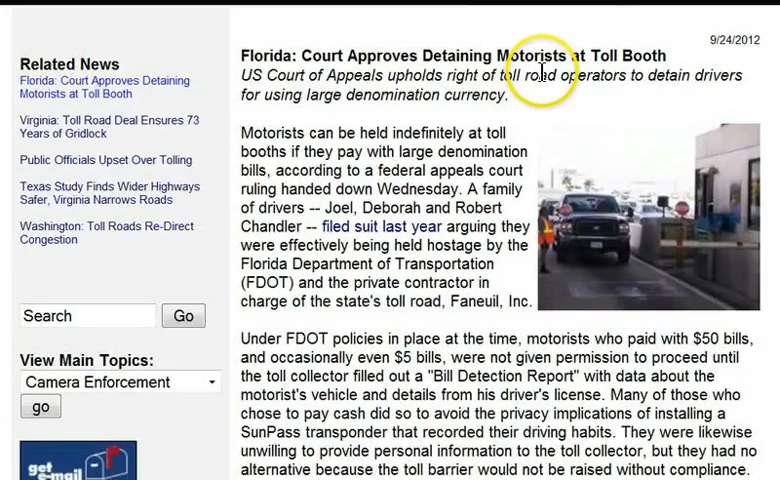 9/24/2012
Related News
Florida: Court Approves Detaining
Motorists at Toll Booth
Virginia: Toll Road Deal Ensures 73
Years of Gridlock
Public Officials Upset Over Tolling
Texas Study Finds Wider Highways
Safer, Virginia Narrows Roads
Washington: Toll Roads Re-Direct
Congestion
Search
Go
View Main Topics:
Camera Enforcement
go
get
e-mail
Florida: Court Approves Detaining Motorists at Toll Booth
US Court of Appeals upholds right of toll road operators to detain drivers
for using large denomination currency.
Motorists can be held indefinitely at toll
booths if they pay with large denomination
bills, according to a federal appeals court
ruling handed down Wednesday. A family
of drivers -- Joel, Deborah and Robert
Chandler -- filed suit last year arguing they
were effectively being held hostage by the
Florida Department of Transportation
(FDOT) and the private contractor in
charge of the state's toll road, Faneuil, Inc.
Under FDOT policies in place at the time, motorists who paid with $50 bills,
and occasionally even $5 bills, were not given permission to proceed until
the toll collector filled out a "Bill Detection Report" with data about the
motorist's vehicle and details from his driver's license. Many of those who
chose to pay cash did so to avoid the privacy implications of installing a
SunPass transponder that recorded their driving habits. They were likewise
unwilling to provide personal information to the toll collector, but they had no
alternative because the toll barrier would not be raised without compliance.